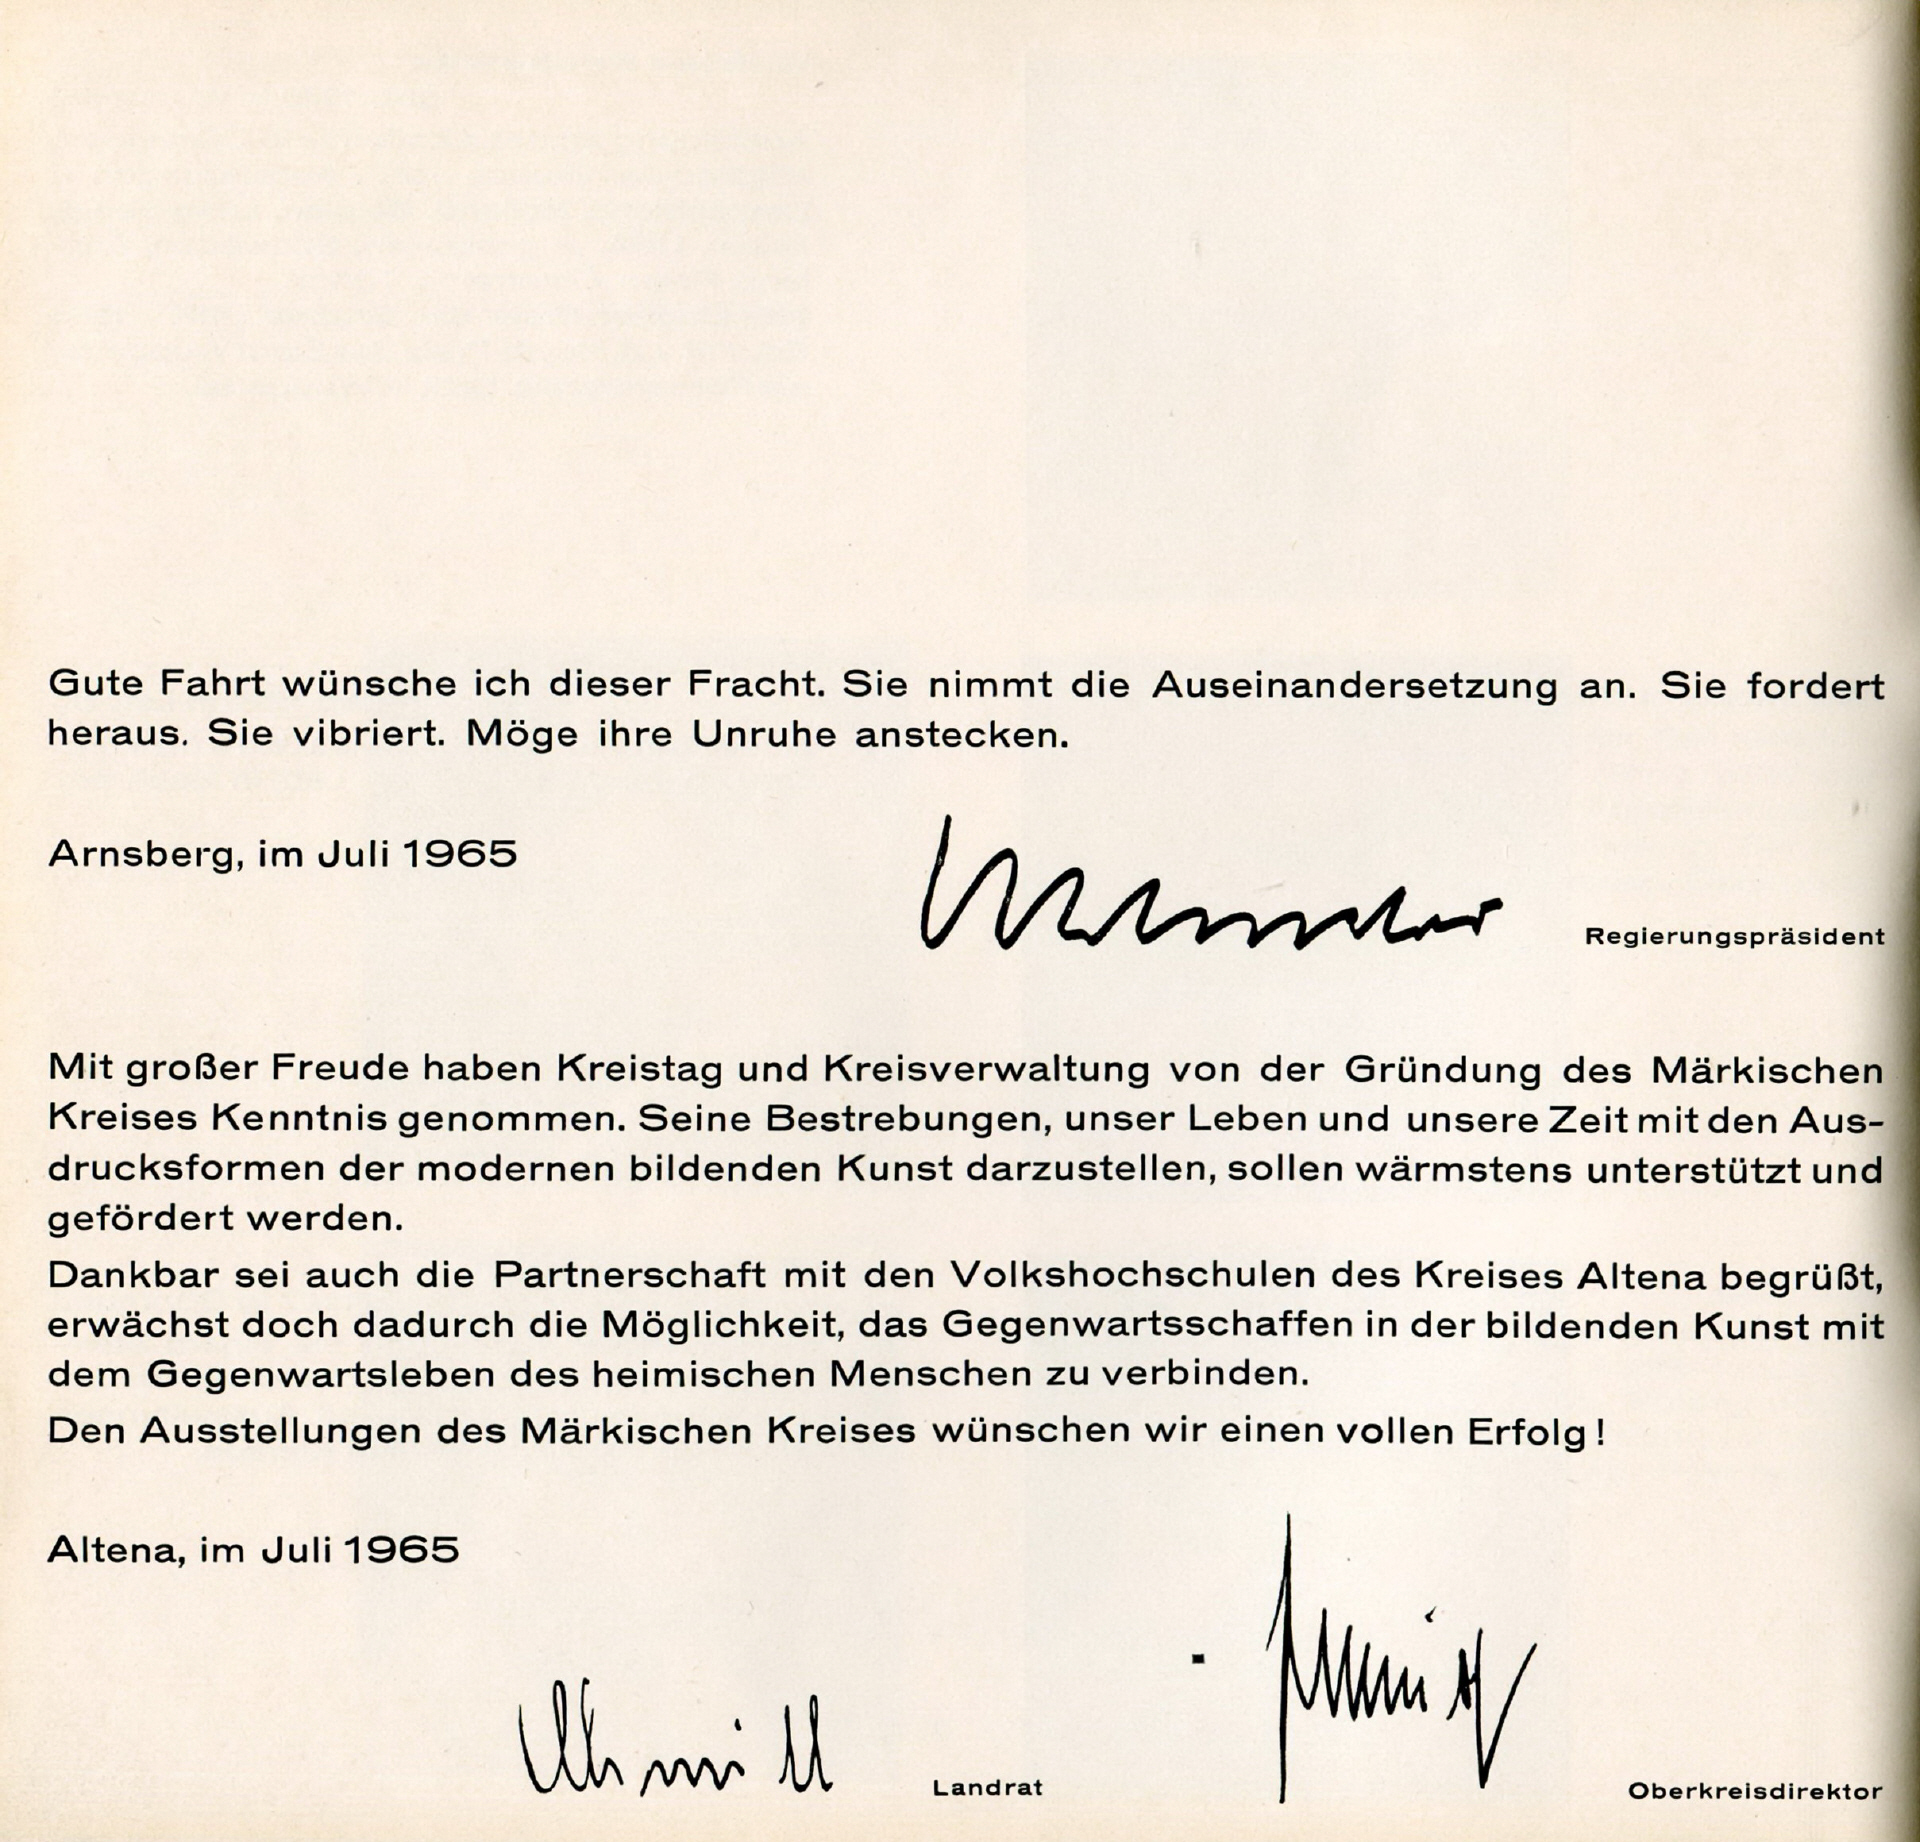 Gute Fahrt wünsche ich dieser Fracht. Sie nimmt die Auseinandersetzung an. Sie fordert
heraus. Sie vibriert. Möge ihre Unruhe anstecken.
Arnsberg, im Juli 1965
Regierungspräsident
Mit großer Freude haben Kreistag und Kreisverwaltung von der Gründung des Märkischen
Kreises Kenntnis genommen. Seine Bestrebungen, unser Leben und unsere Zeit mit den Aus-
drucksformen der modernen bildenden Kunst darzustellen, sollen wärmstens unterstützt und
gefördert werden.
Dankbar sei auch die Partnerschaft mit den Volkshochschulen des Kreises Altena begrüßt,
erwächst doch dadurch die Möglichkeit, das Gegenwartsschaffen in der bildenden Kunst mit
dem Gegenwartsleben des heimischen Menschen zu verbinden.
Den Ausstellungen des Märkischen Kreises wünschen wir einen vollen Erfolg!
Altena, im Juli 1965
Landrat
Oberkreisdirektor